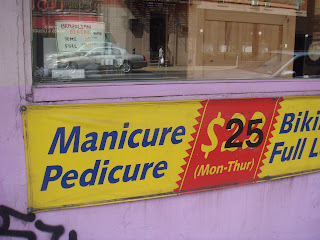 Manicure
Pedicure
$25
(Mon-Thur)
Biki
Full L